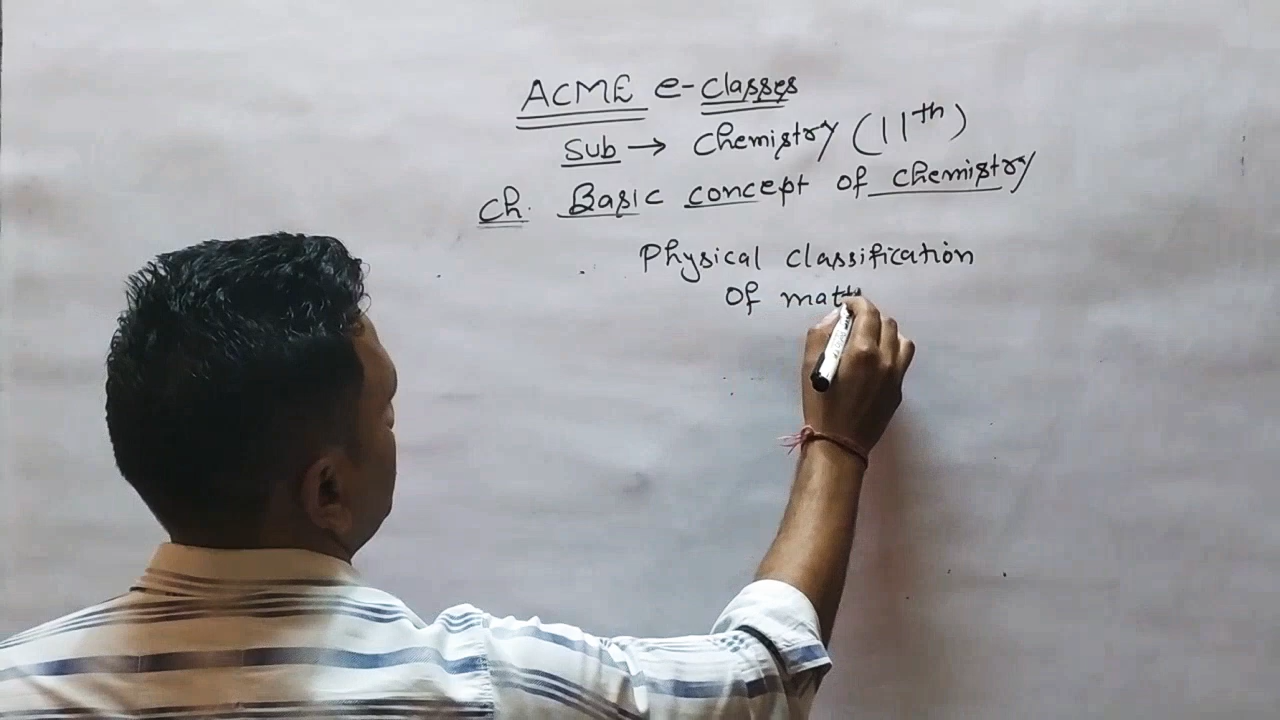 ACME e-classes
Sub → Chemistry (11th)
Ch. Basic concept of chemistry
Physical classification
Of matt